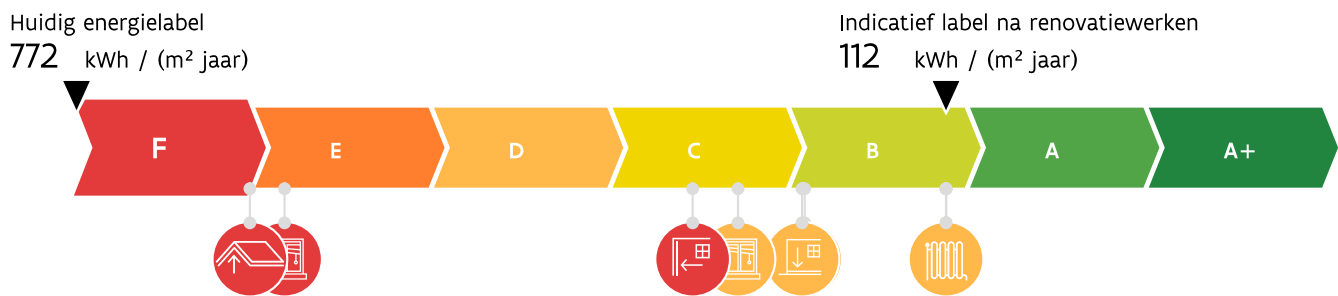 Huidig energielabel
772 kWh / (m² jaar)
Indicatief label na renovatiewerken
112 kWh / (m² jaar)
F E D C B A A+